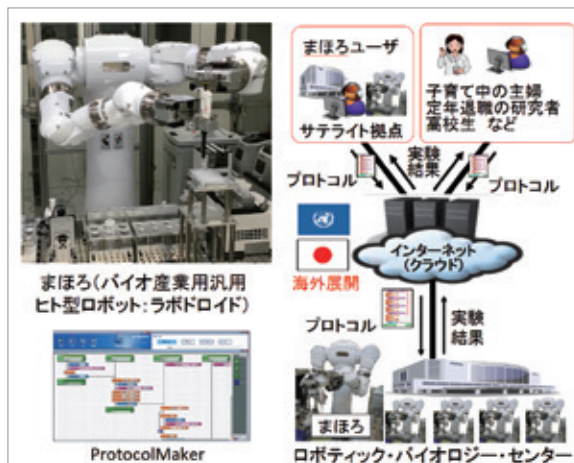 まほろ(バイオ産業用汎用
ヒト型ロボット:ラボドロイド)
ProtocolMaker
まほろユーザ
サテライト拠点
子育て中の主婦
定年退職の研究者
高校生 など
プロトコル
実験
結果
プロトコル
インターネット
(クラウド)
海外展開
プロトコル
実験
結果
まほろ
ロボティック・バイオロジー・センター